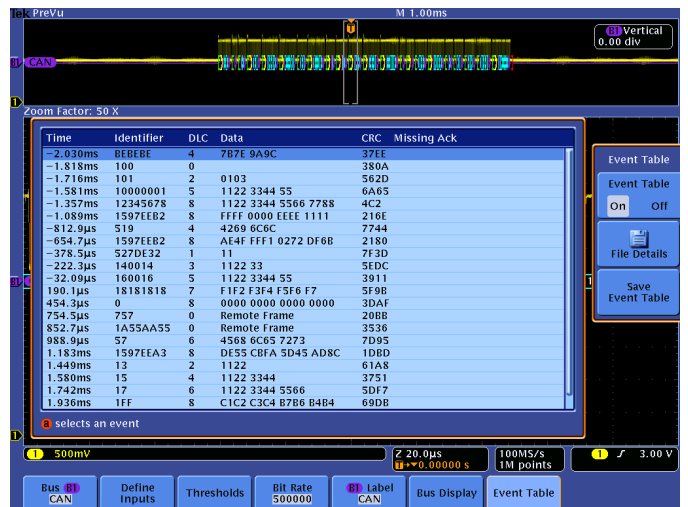 Tek PreVu M 1.00ms
B1 Vertical
0.00 div
B1 CAN
1
Zoom Factor: 50 X
Time Identifier DLC Data CRC Missing Ack
−2.030ms BEBEBE 4 7B7E 9A9C 37EE
−1.818ms 100 0 380A
−1.716ms 101 2 0103 562D
−1.581ms 10000001 5 1122 3344 55 6A65
−1.357ms 12345678 8 1122 3344 5566 7788 4C2
−1.089ms 1597EEB2 8 FFFF 0000 EEEE 1111 216E
−812.9µs 519 4 4269 6C6C 7744
−654.7µs 1597EEB2 8 AE4F FFF1 0272 DF6B 2180
−378.5µs 527DE32 1 11 7F3D
−222.3µs 140014 3 1122 33 5EDC
−32.09µs 160016 5 1122 3344 55 3911
190.1µs 18181818 7 F1F2 F3F4 F5F6 F7 5F9B
454.3µs 0 8 0000 0000 0000 0000 3DAF
754.5µs 757 0 Remote Frame 20BB
852.7µs 1A55AA55 0 Remote Frame 3536
988.9µs 57 6 4568 6C65 7273 7D95
1.183ms 1597EEA3 8 DE55 CBFA 5D45 AD8C 1DBD
1.449ms 13 2 1122 61A8
1.580ms 15 4 1122 3344 3751
1.742ms 17 6 1122 3344 5566 5DF7
1.936ms 1FF 8 C1C2 C3C4 B7B6 B4B4 69DB
a selects an event
Event Table
Event Table
On Off
File Details
Save
Event Table
1
1 500mV
Z 20.0µs
T→▼0.00000 s
100MS/s
1M points
1 3.00 V
Bus B1
CAN
Define
Inputs
Thresholds
Bit Rate
500000
B1 Label
CAN
Bus Display
Event Table